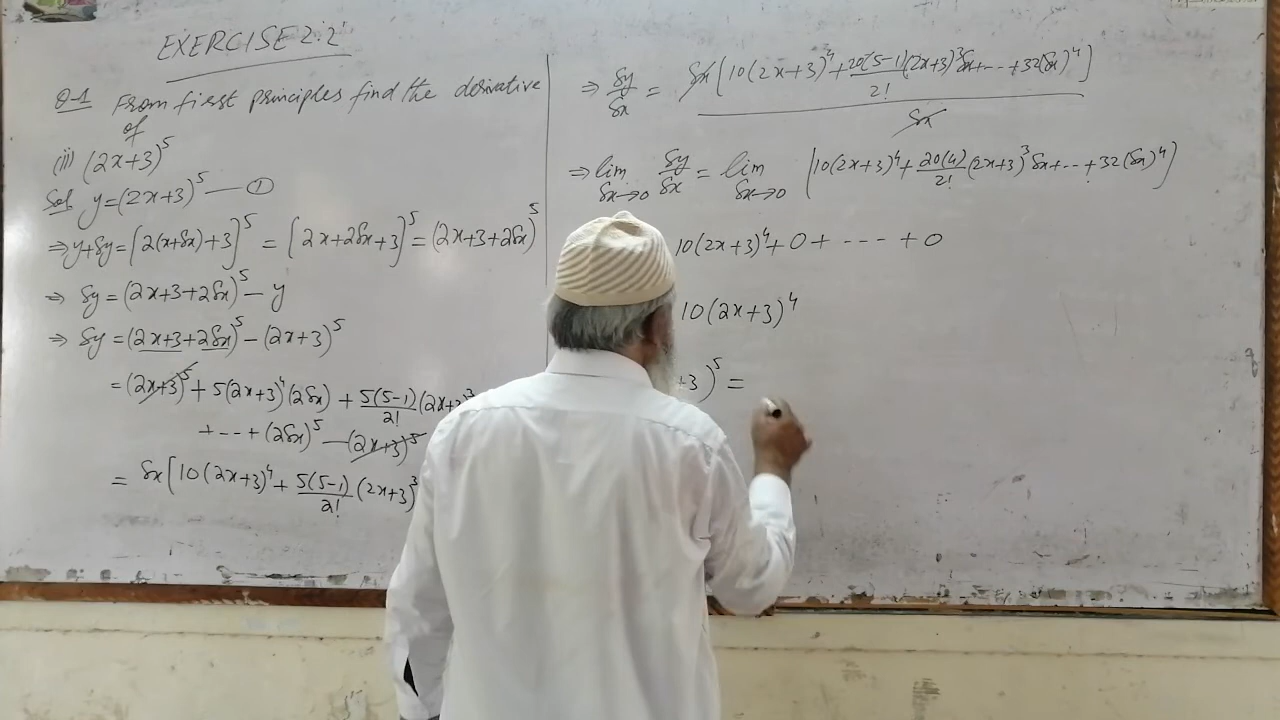 EXERCISE 2.2
Q-1 From first principles find the derivative
of
(ii) (2x+3)^5
Sol. y=(2x+3)^5 — ①
⇒ y+δy = [2(x+δx)+3]^5 = [2x+2δx+3]^5 = (2x+3+2δx)^5
⇒ δy = (2x+3+2δx)^5 - y
⇒ δy = (2x+3+2δx)^5 - (2x+3)^5
= (2x+3)^5 + 5(2x+3)^4(2δx) + 5(5-1)/2! (2x+3)^3
+ --- + (2δx)^5 - (2x+3)^5
= δx[10(2x+3)^4 + 5(5-1)/2! (2x+3)^3
⇒ δy/δx = δx[10(2x+3)^4 + 20(5-1)/2! (2x+3)^3 δx + --- + 32(δx)^4] / δx
⇒ lim δx→0 δy/δx = lim δx→0 [10(2x+3)^4 + 20(4)/2! (2x+3)^3 δx + --- + 32(δx)^4]
10(2x+3)^4 + 0 + ---- + 0
10(2x+3)^4
+3)^5 =